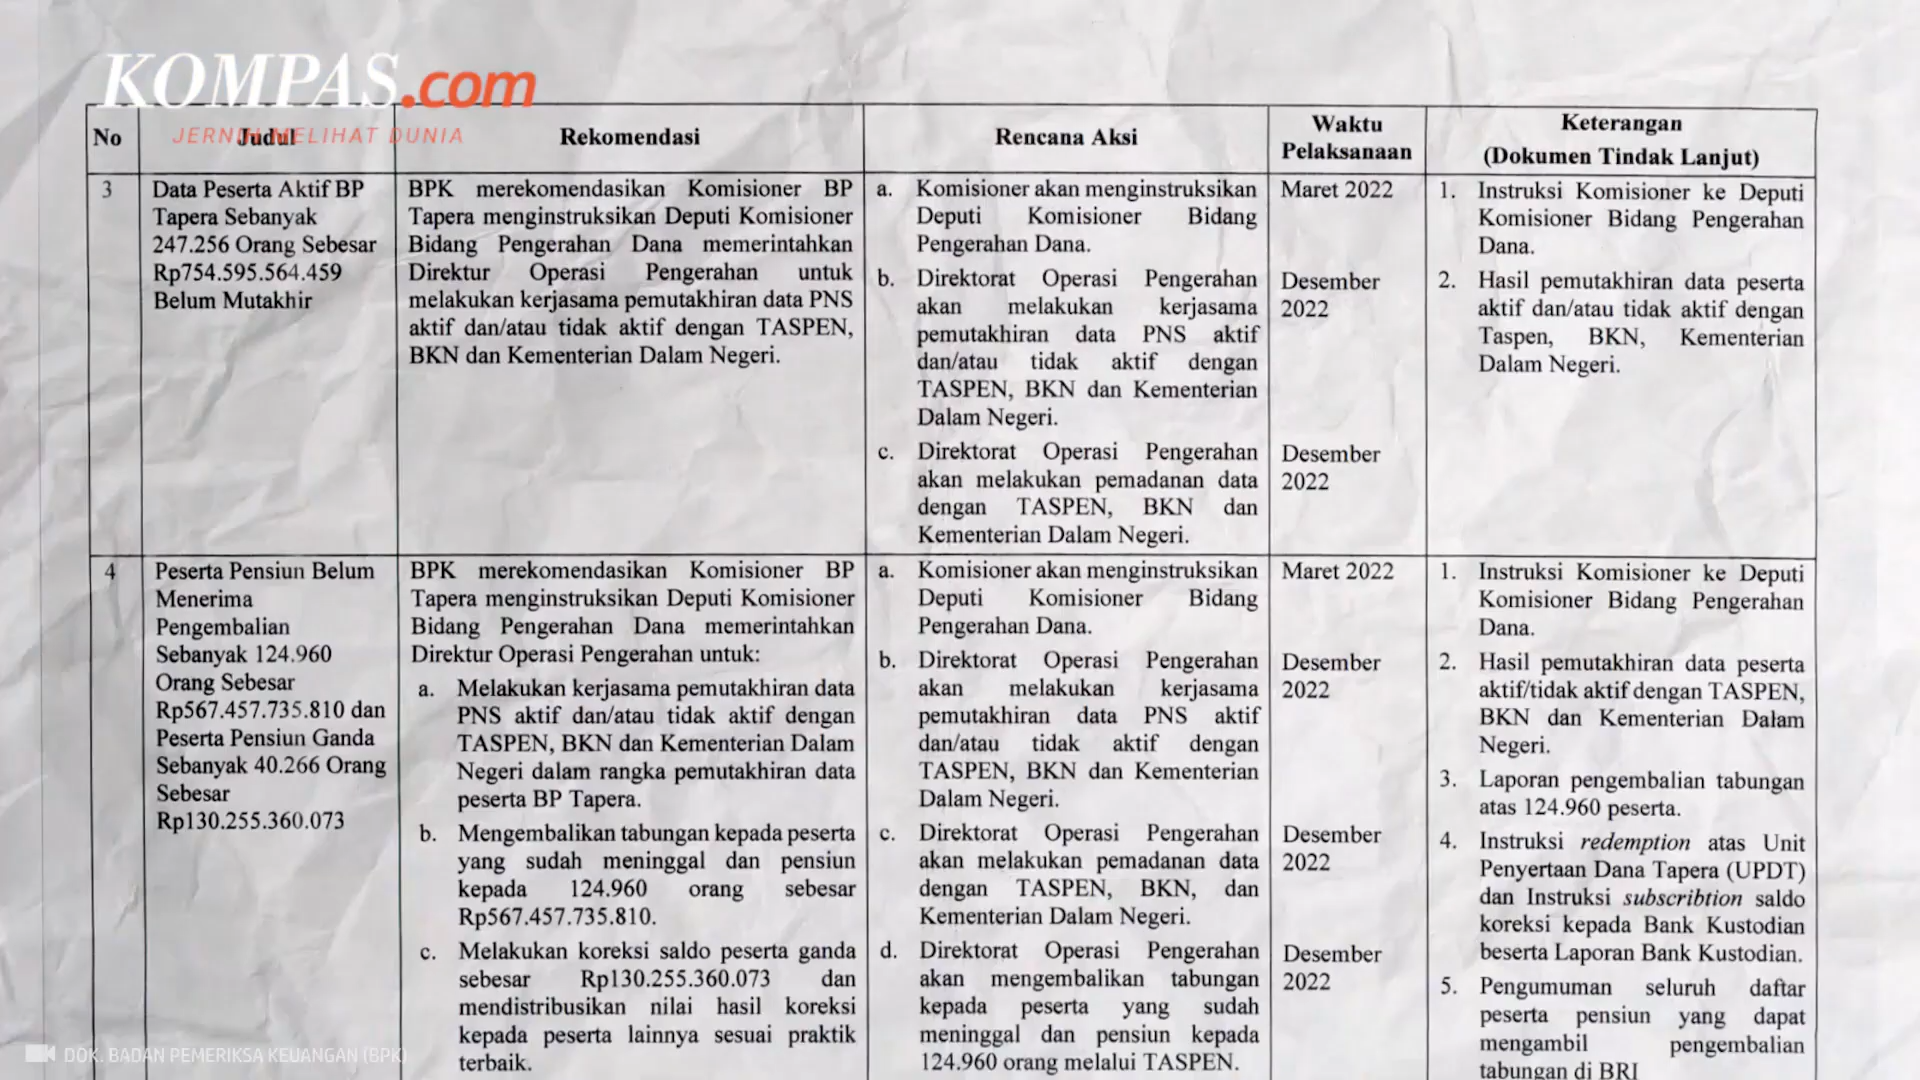 KOMPAS.com
JERNIH MELIHAT DUNIA
No
Judul
Rekomendasi
Rencana Aksi
Waktu
Pelaksanaan
Keterangan
(Dokumen Tindak Lanjut)
3
Data Peserta Aktif BP
Tapera Sebanyak
247.256 Orang Sebesar
Rp754.595.564.459
Belum Mutakhir
BPK merekomendasikan Komisioner BP
Tapera menginstruksikan Deputi Komisioner
Bidang Pengerahan Dana memerintahkan
Direktur Operasi Pengerahan untuk
melakukan kerjasama pemutakhiran data PNS
aktif dan/atau tidak aktif dengan TASPEN,
BKN dan Kementerian Dalam Negeri.
a. Komisioner akan menginstruksikan
Deputi Komisioner Bidang
Pengerahan Dana.
b. Direktorat Operasi Pengerahan
akan melakukan kerjasama
pemutakhiran data PNS aktif
dan/atau tidak aktif dengan
TASPEN, BKN dan Kementerian
Dalam Negeri.
c. Direktorat Operasi Pengerahan
akan melakukan pemadanan data
dengan TASPEN, BKN dan
Kementerian Dalam Negeri.
Maret 2022
Desember
2022
Desember
2022
1. Instruksi Komisioner ke Deputi
Komisioner Bidang Pengerahan
Dana.
2. Hasil pemutakhiran data peserta
aktif dan/atau tidak aktif dengan
Taspen, BKN, Kementerian
Dalam Negeri.
4
Peserta Pensiun Belum
Menerima
Pengembalian
Sebanyak 124.960
Orang Sebesar
Rp567.457.735.810 dan
Peserta Pensiun Ganda
Sebanyak 40.266 Orang
Sebesar
Rp130.255.360.073
BPK merekomendasikan Komisioner BP
Tapera menginstruksikan Deputi Komisioner
Bidang Pengerahan Dana memerintahkan
Direktur Operasi Pengerahan untuk:
a. Melakukan kerjasama pemutakhiran data
PNS aktif dan/atau tidak aktif dengan
TASPEN, BKN dan Kementerian Dalam
Negeri dalam rangka pemutakhiran data
peserta BP Tapera.
b. Mengembalikan tabungan kepada peserta
yang sudah meninggal dan pensiun
kepada 124.960 orang sebesar
Rp567.457.735.810.
c. Melakukan koreksi saldo peserta ganda
sebesar Rp130.255.360.073 dan
mendistribusikan nilai hasil koreksi
kepada peserta lainnya sesuai praktik
terbaik.
a. Komisioner akan menginstruksikan
Deputi Komisioner Bidang
Pengerahan Dana.
b. Direktorat Operasi Pengerahan
akan melakukan kerjasama
pemutakhiran data PNS aktif
dan/atau tidak aktif dengan
TASPEN, BKN dan Kementerian
Dalam Negeri.
c. Direktorat Operasi Pengerahan
akan melakukan pemadanan data
dengan TASPEN, BKN, dan
Kementerian Dalam Negeri.
d. Direktorat Operasi Pengerahan
akan mengembalikan tabungan
kepada peserta yang sudah
meninggal dan pensiun kepada
124.960 orang melalui TASPEN.
Maret 2022
Desember
2022
Desember
2022
Desember
2022
1. Instruksi Komisioner ke Deputi
Komisioner Bidang Pengerahan
Dana.
2. Hasil pemutakhiran data peserta
aktif/tidak aktif dengan TASPEN,
BKN dan Kementerian Dalam
Negeri.
3. Laporan pengembalian tabungan
atas 124.960 peserta.
4. Instruksi redemption atas Unit
Penyertaan Dana Tapera (UPDT)
dan Instruksi subscribtion saldo
koreksi kepada Bank Kustodian
beserta Laporan Bank Kustodian.
5. Pengumuman seluruh daftar
peserta pensiun yang dapat
mengambil pengembalian
tabungan di BRI
DOK. BADAN PEMERIKSA KEUANGAN (BPK)